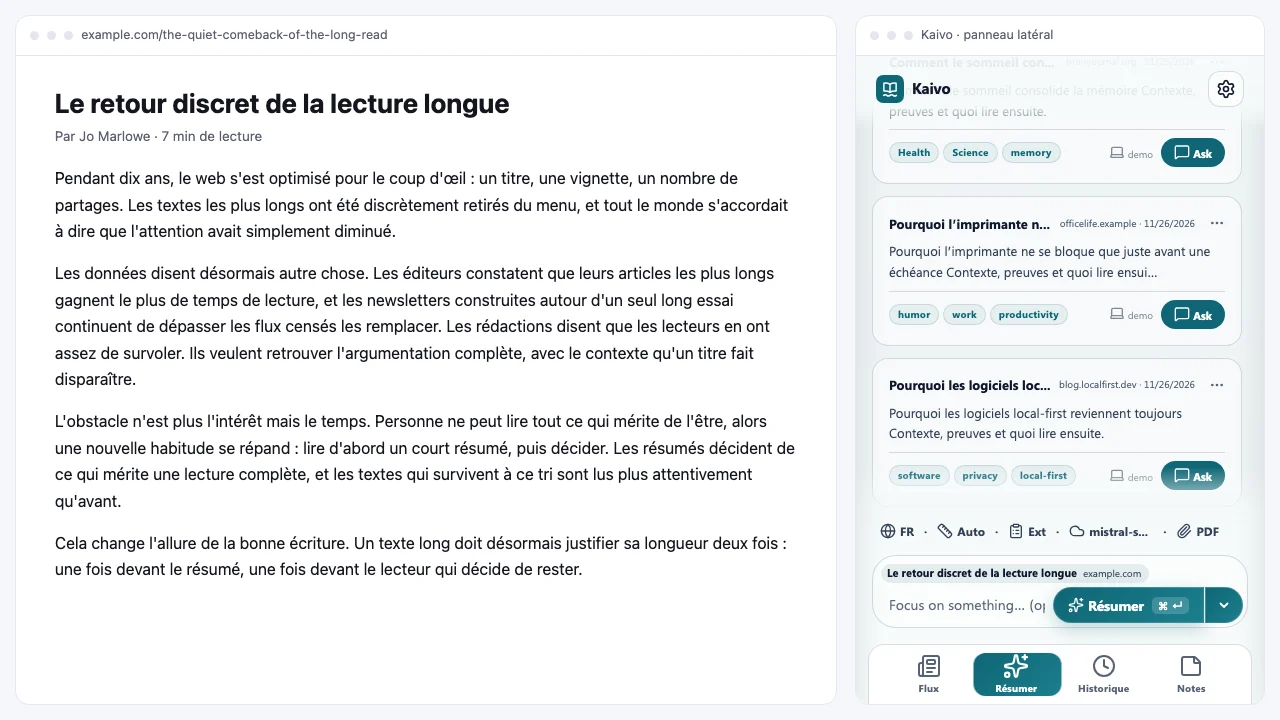 example.com/the-quiet-comeback-of-the-long-read
Le retour discret de la lecture longue
Par Jo Marlowe · 7 min de lecture
Pendant dix ans, le web s'est optimisé pour le coup d'œil : un titre, une vignette, un nombre de
partages. Les textes les plus longs ont été discrètement retirés du menu, et tout le monde s'accordait
à dire que l'attention avait simplement diminué.
Les données disent désormais autre chose. Les éditeurs constatent que leurs articles les plus longs
gagnent le plus de temps de lecture, et les newsletters construites autour d'un seul long essai
continuent de dépasser les flux censés les remplacer. Les rédactions disent que les lecteurs en ont
assez de survoler. Ils veulent retrouver l'argumentation complète, avec le contexte qu'un titre fait
disparaître.
L'obstacle n'est plus l'intérêt mais le temps. Personne ne peut lire tout ce qui mérite de l'être, alors
une nouvelle habitude se répand : lire d'abord un court résumé, puis décider. Les résumés décident de
ce qui mérite une lecture complète, et les textes qui survivent à ce tri sont lus plus attentivement
qu'avant.
Cela change l'allure de la bonne écriture. Un texte long doit désormais justifier sa longueur deux fois :
une fois devant le résumé, une fois devant le lecteur qui décide de rester.
Kaivo · panneau latéral
Comment le sommeil con... 11/25/2026
Kaivo
le sommeil consolide la mémoire Contexte,
preuves et quoi lire ensuite.
Health Science memory demo Ask
Pourquoi l'imprimante n... officelife.example · 11/26/2026 ...
Pourquoi l'imprimante ne se bloque que juste avant une
échéance Contexte, preuves et quoi lire ensui...
humor work productivity demo Ask
Pourquoi les logiciels loc... blog.localfirst.dev · 11/26/2026 ...
Pourquoi les logiciels local-first reviennent toujours
Contexte, preuves et quoi lire ensuite.
software privacy local-first demo Ask
FR · Auto · Ext · mistral-s... · PDF
Le retour discret de la lecture longue example.com
Focus on something... (op Résumer ⌘ ↵
Flux Résumer Historique Notes